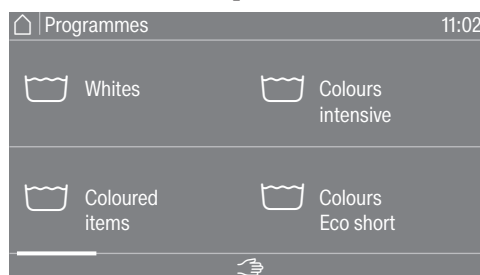 Programmes
11:02
Whites
Colours
intensive
Coloured
items
Colours
Eco short